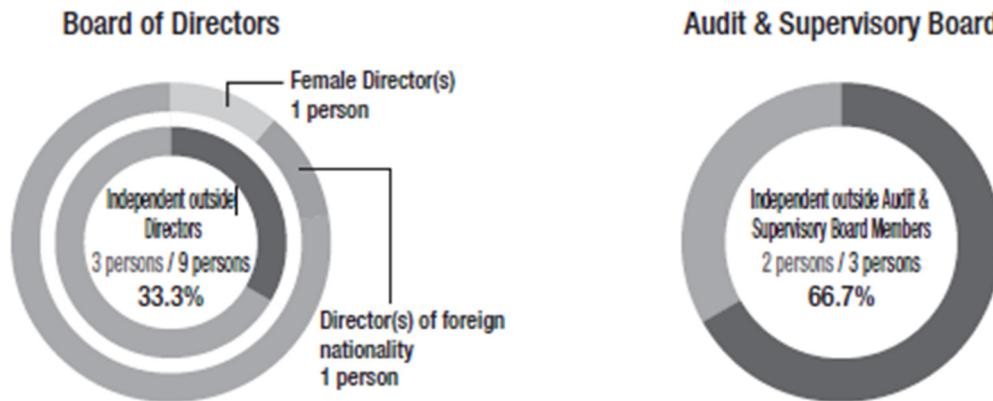 Board of Directors
Female Director(s)
1 person
Independent outside
Directors
3 persons / 9 persons
33.3%
Director(s) of foreign
nationality
1 person
Audit & Supervisory Board
Independent outside Audit &
Supervisory Board Members
2 persons / 3 persons
66.7%